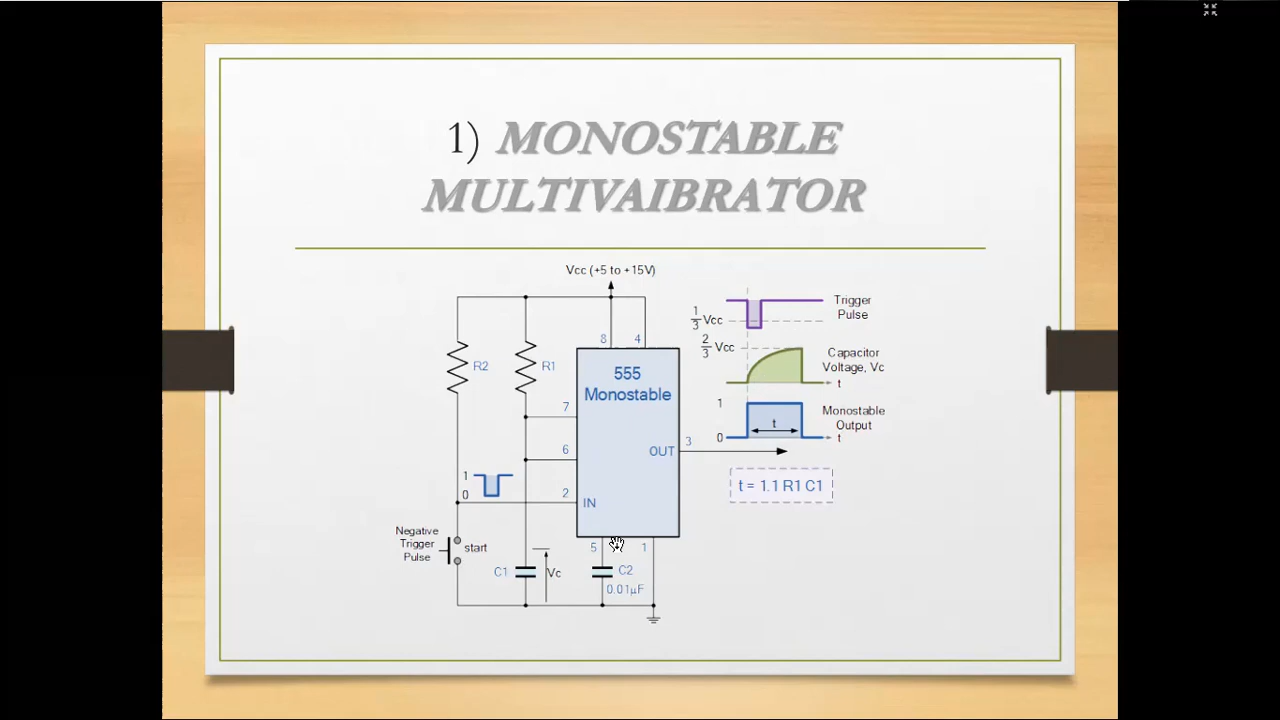 1) MONOSTABLE
MULTIVAIBRATOR
Vcc (+5 to +15V)
8
4
R2
R1
555
Monostable
7
6
OUT
3
2
IN
1
0
Negative
Trigger
Pulse
start
5
1
C1
Vc
C2
0.01µF
1/3 Vcc
Trigger
Pulse
2/3 Vcc
Capacitor
Voltage, Vc
t
1
t
0
Monostable
Output
t
t = 1.1 R1 C1